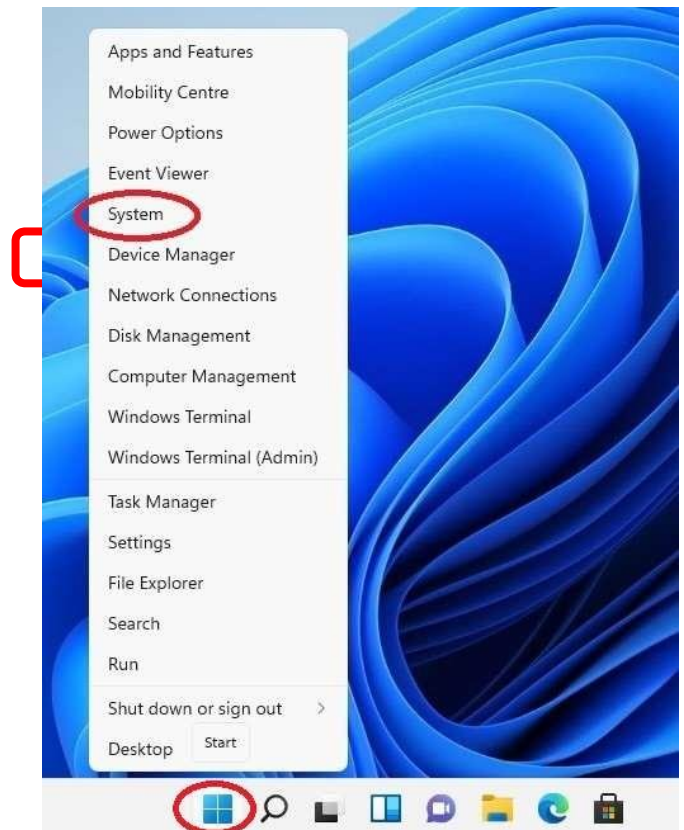 Apps and Features
Mobility Centre
Power Options
Event Viewer
System
Device Manager
Network Connections
Disk Management
Computer Management
Windows Terminal
Windows Terminal (Admin)
Task Manager
Settings
File Explorer
Search
Run
Shut down or sign out
Desktop
Start